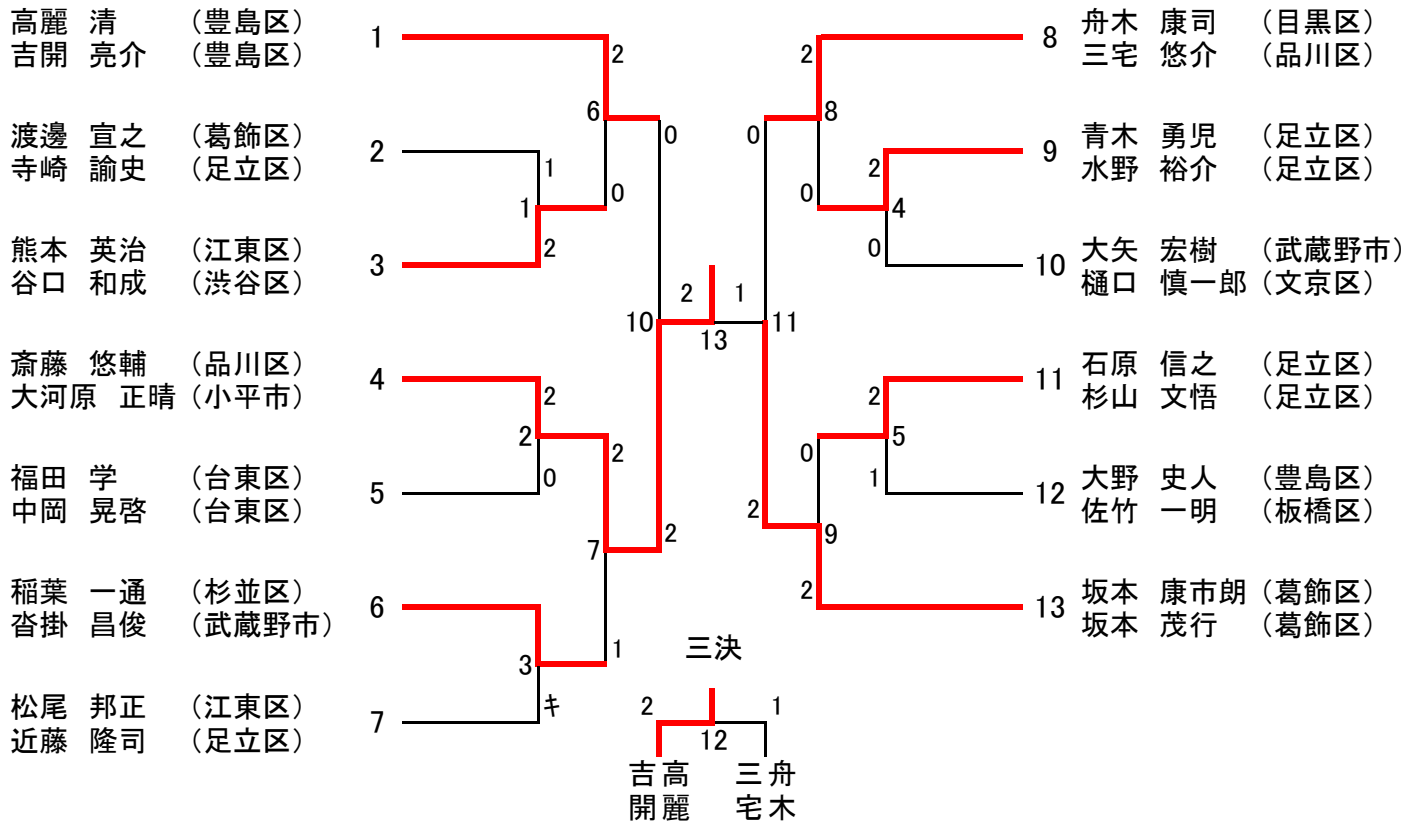 高麗 清 （豊島区）
吉開 亮介 （豊島区）
1
渡邊 宣之 （葛飾区）
寺崎 諭史 （足立区）
2
熊本 英治 （江東区）
谷口 和成 （渋谷区）
3
斎藤 悠輔 （品川区）
大河原 正晴（小平市）
4
福田 学 （台東区）
中岡 晃啓 （台東区）
5
稲葉 一通 （杉並区）
沓掛 昌俊 （武蔵野市）
6
松尾 邦正 （江東区）
近藤 隆司 （足立区）
7
2
6
0
1
0
1
2
10
2
2
2
0
7
2
1
3
キ
2
1
13
三決
2
1
12
吉開
高麗
三宅
舟木
2
8
0
2
0
4
0
11
2
0
5
1
2
9
2
8
舟木 康司 （目黒区）
三宅 悠介 （品川区）
9
青木 勇児 （足立区）
水野 裕介 （足立区）
10
大矢 宏樹 （武蔵野市）
樋口 慎一郎（文京区）
11
石原 信之 （足立区）
杉山 文悟 （足立区）
12
大野 史人 （豊島区）
佐竹 一明 （板橋区）
13
坂本 康市朗（葛飾区）
坂本 茂行 （葛飾区）